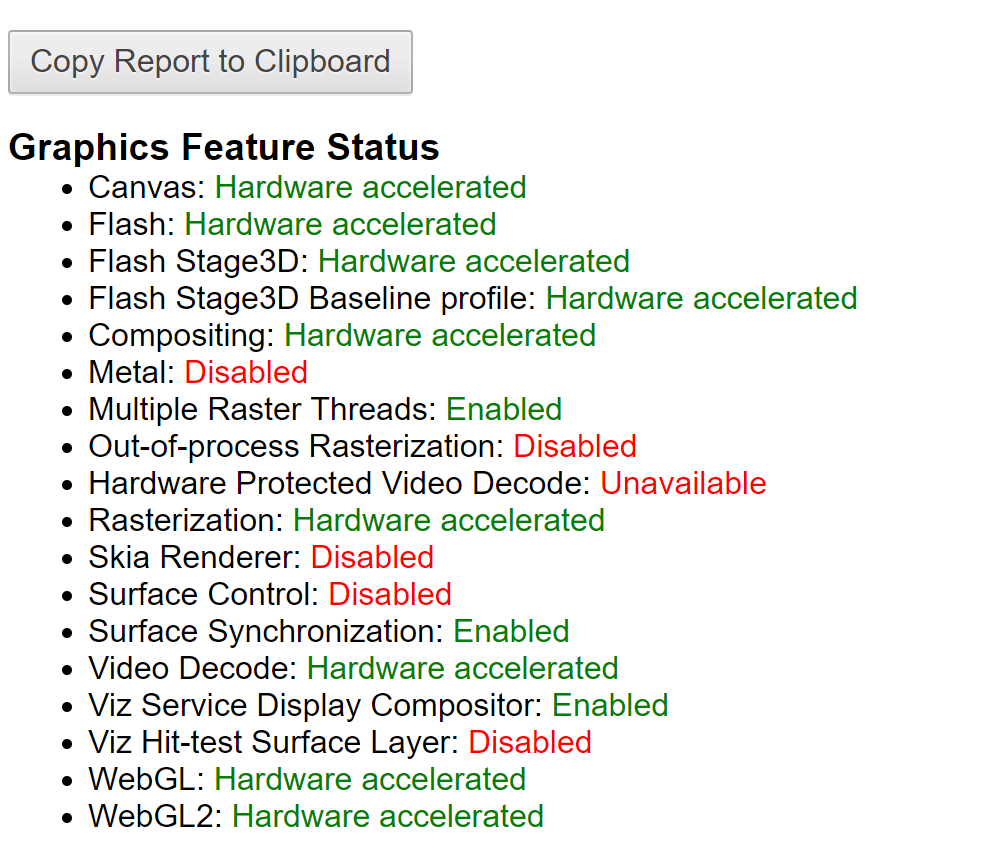 Copy Report to Clipboard
Graphics Feature Status
Canvas: Hardware accelerated
Flash: Hardware accelerated
Flash Stage3D: Hardware accelerated
Flash Stage3D Baseline profile: Hardware accelerated
Compositing: Hardware accelerated
Metal: Disabled
Multiple Raster Threads: Enabled
Out-of-process Rasterization: Disabled
Hardware Protected Video Decode: Unavailable
Rasterization: Hardware accelerated
Skia Renderer: Disabled
Surface Control: Disabled
Surface Synchronization: Enabled
Video Decode: Hardware accelerated
Viz Service Display Compositor: Enabled
Viz Hit-test Surface Layer: Disabled
WebGL: Hardware accelerated
WebGL2: Hardware accelerated